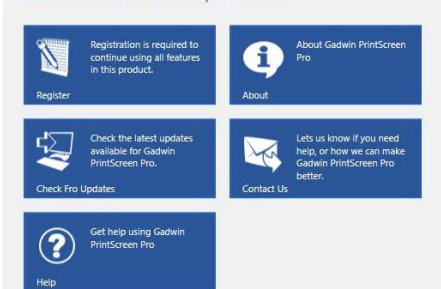 Registration is required to
continue using all features
in this product.
Register
About Gadwin PrintScreen
Pro
About
Check the latest updates
available for Gadwin
PrintScreen Pro.
Check Fro Updates
Lets us know if you need
help, or how we can make
Gadwin PrintScreen Pro
better.
Contact Us
Get help using Gadwin
PrintScreen Pro
Help